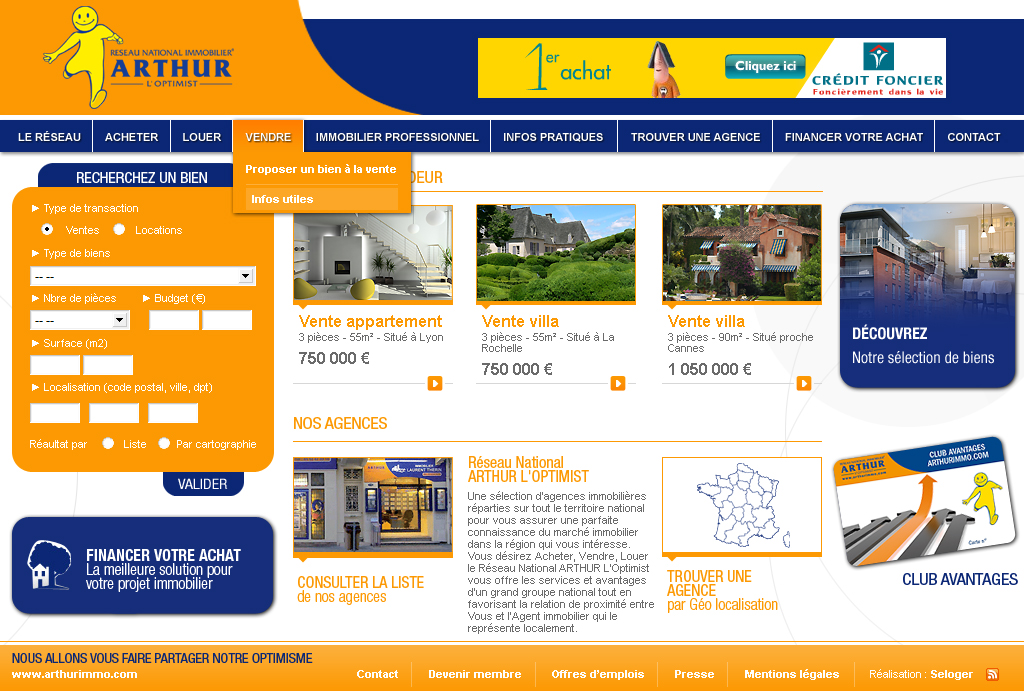 RESEAU NATIONAL IMMOBILIER
ARTHUR
L'OPTIMIST
1er achat
Cliquez ici
CRÉDIT FONCIER
Foncièrement dans la vie
LE RÉSEAU
ACHETER
LOUER
VENDRE
IMMOBILIER PROFESSIONNEL
INFOS PRATIQUES
TROUVER UNE AGENCE
FINANCER VOTRE ACHAT
CONTACT
Proposer un bien à la vente
Infos utiles
DEUR
RECHERCHEZ UN BIEN
Type de transaction
Ventes
Locations
Type de biens
-- --
Nbre de pièces
Budget (€)
-- --
Surface (m2)
Localisation (code postal, ville, dpt)
Réaultat par
Liste
Par cartographie
VALIDER
FINANCER VOTRE ACHAT
La meilleure solution pour
votre projet immobilier
Vente appartement
3 pièces - 55m² - Situé à Lyon
750 000 €
Vente villa
3 pièces - 55m² - Situé à La
Rochelle
750 000 €
Vente villa
3 pièces - 90m² - Situé proche
Cannes
1 050 000 €
DÉCOUVREZ
Notre sélection de biens
NOS AGENCES
LAURENT THERIN
CONSULTER LA LISTE
de nos agences
Réseau National
ARTHUR L'OPTIMIST
Une sélection d'agences immobilières
réparties sur tout le territoire national
pour vous assurer une parfaite
connaissance du marché immobilier
dans la région qui vous intéresse.
Vous désirez Acheter, Vendre, Louer
le Réseau National ARTHUR L'Optimist
vous offre les services et avantages
d'un grand groupe national tout en
favorisant la relation de proximité entre
Vous et l'Agent immobilier qui le
représente localement.
TROUVER UNE
AGENCE
par Géo localisation
CLUB AVANTAGES
ARTHURIMMO.COM
ARTHUR
www.arthurimmo.com
Carte n°
CLUB AVANTAGES
NOUS ALLONS VOUS FAIRE PARTAGER NOTRE OPTIMISME
www.arthurimmo.com
Contact
Devenir membre
Offres d'emplois
Presse
Mentions légales
Réalisation : Seloger